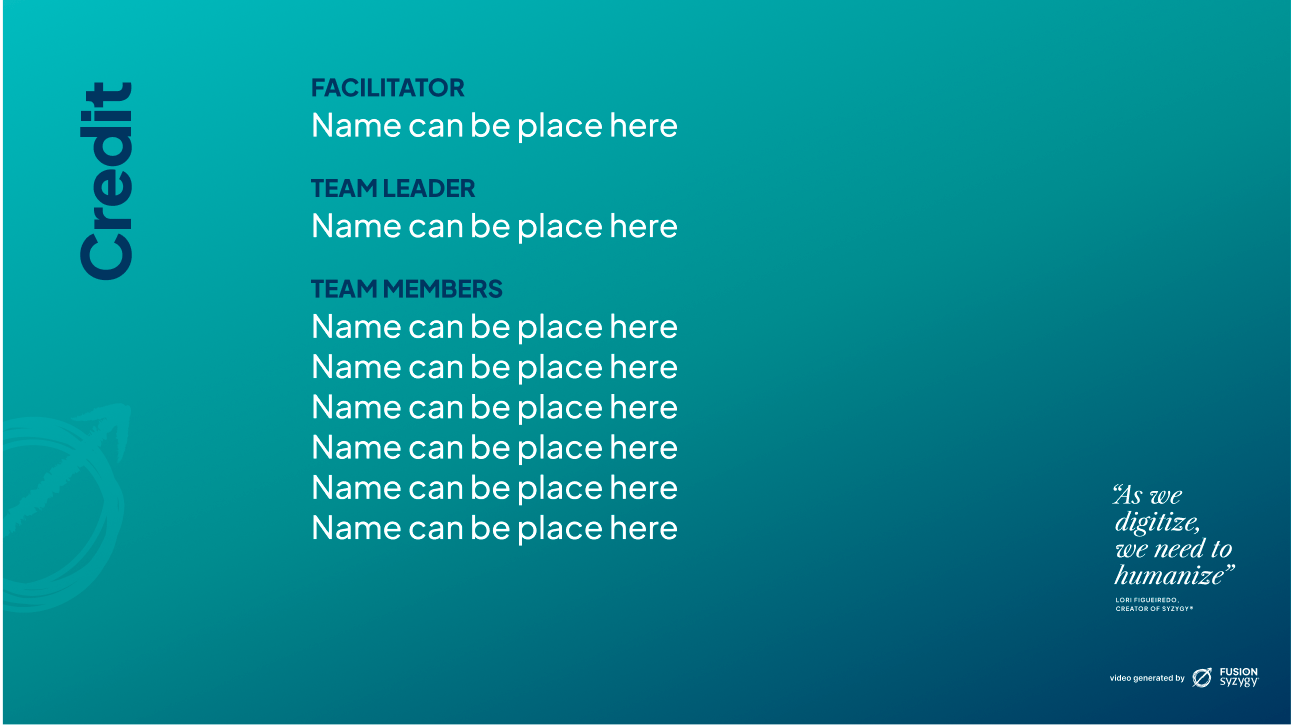 Credit
FACILITATOR
Name can be place here
TEAM LEADER
Name can be place here
TEAM MEMBERS
Name can be place here
Name can be place here
Name can be place here
Name can be place here
Name can be place here
Name can be place here
“As we
digitize,
we need to
humanize”
LORI FIGUEIREDO,
CREATOR OF SYZYGY®
video generated by
FUSION
syzygy